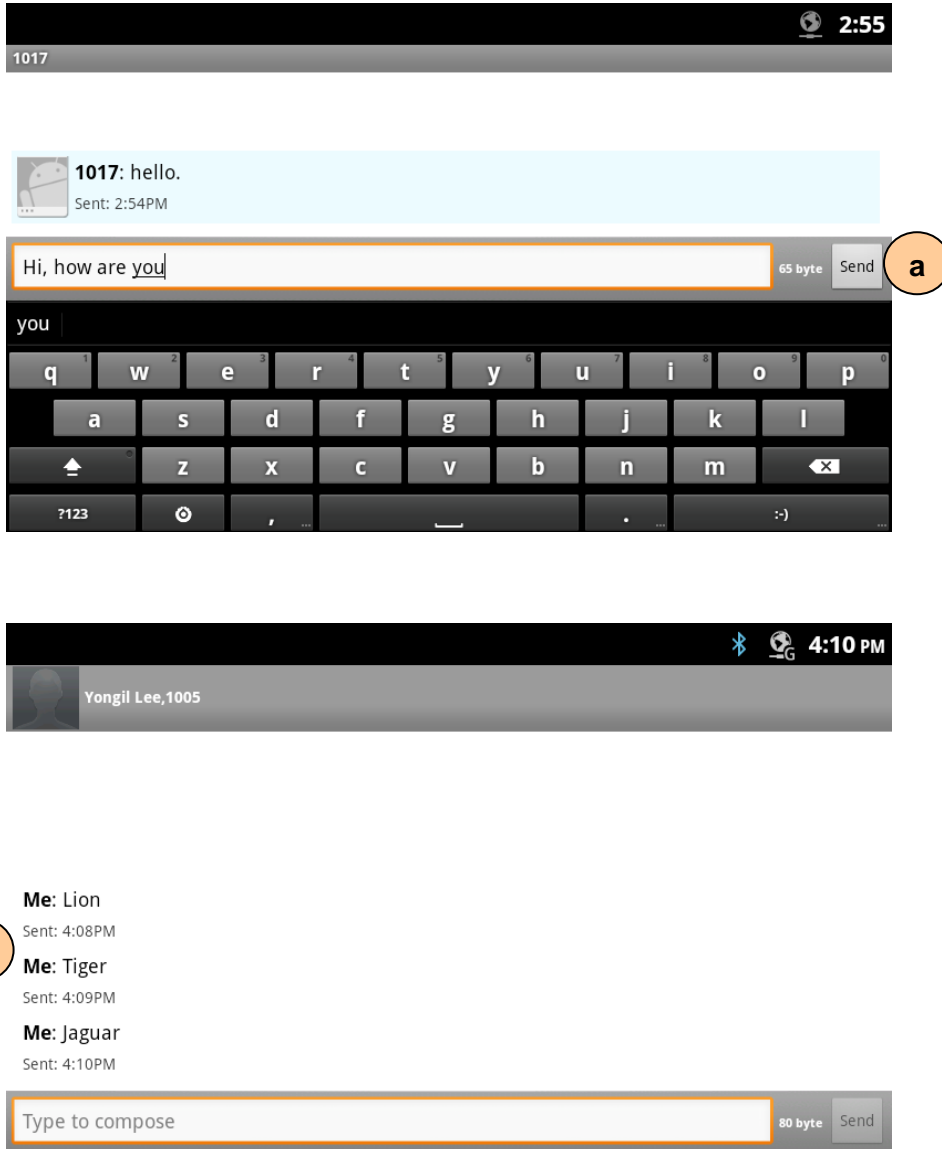 2:55
1017
1017: hello.
Sent: 2:54PM
Hi, how are you
65 byte
Send
a
you
q 1 w 2 e 3 r 4 t 5 y 6 u 7 i 8 o 9 p 0
a s d f g h j k l
z x c v b n m
?123 , ... . ... :-) ...
G 4:10 PM
Yongil Lee,1005
Me: Lion
Sent: 4:08PM
Me: Tiger
Sent: 4:09PM
Me: Jaguar
Sent: 4:10PM
Type to compose
80 byte
Send